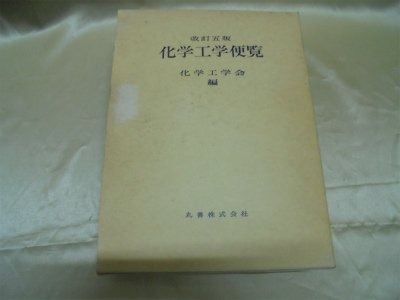 改訂五版
化学工学便覧
化学工学会
編
丸善株式会社